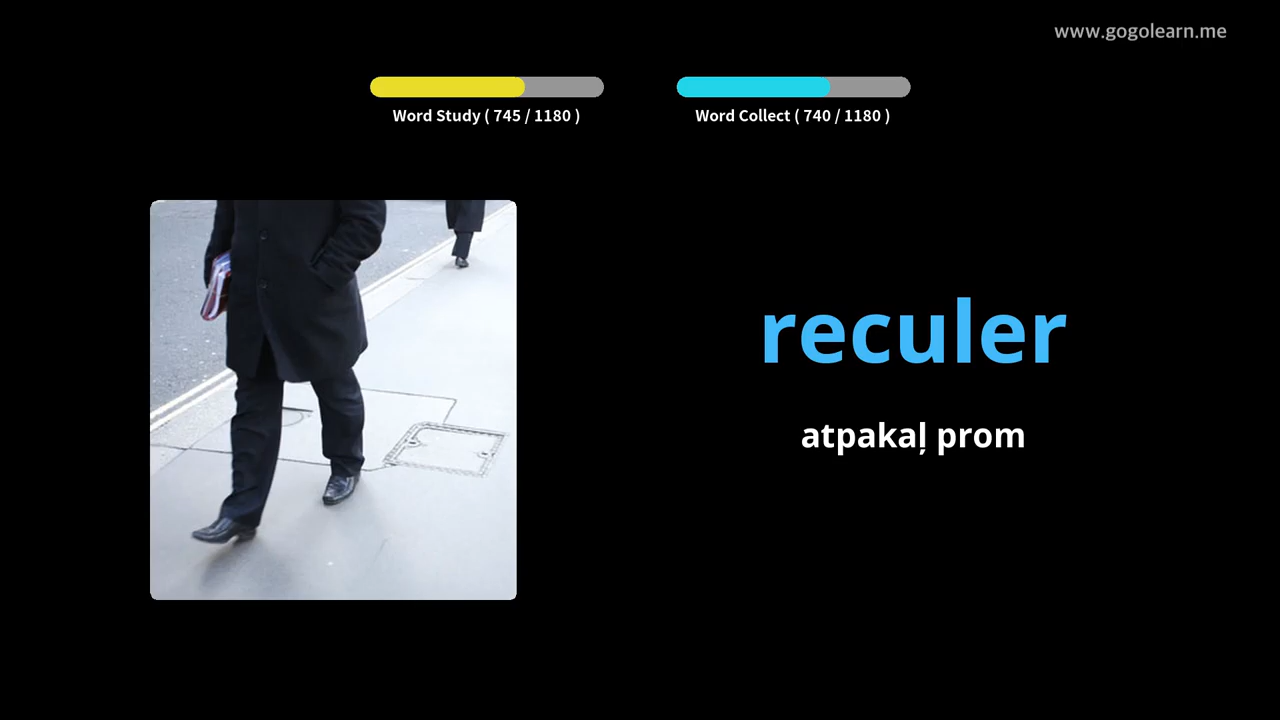 www.gogolearn.me
Word Study ( 745 / 1180 )
Word Collect ( 740 / 1180 )
reculer
atpakaļ prom